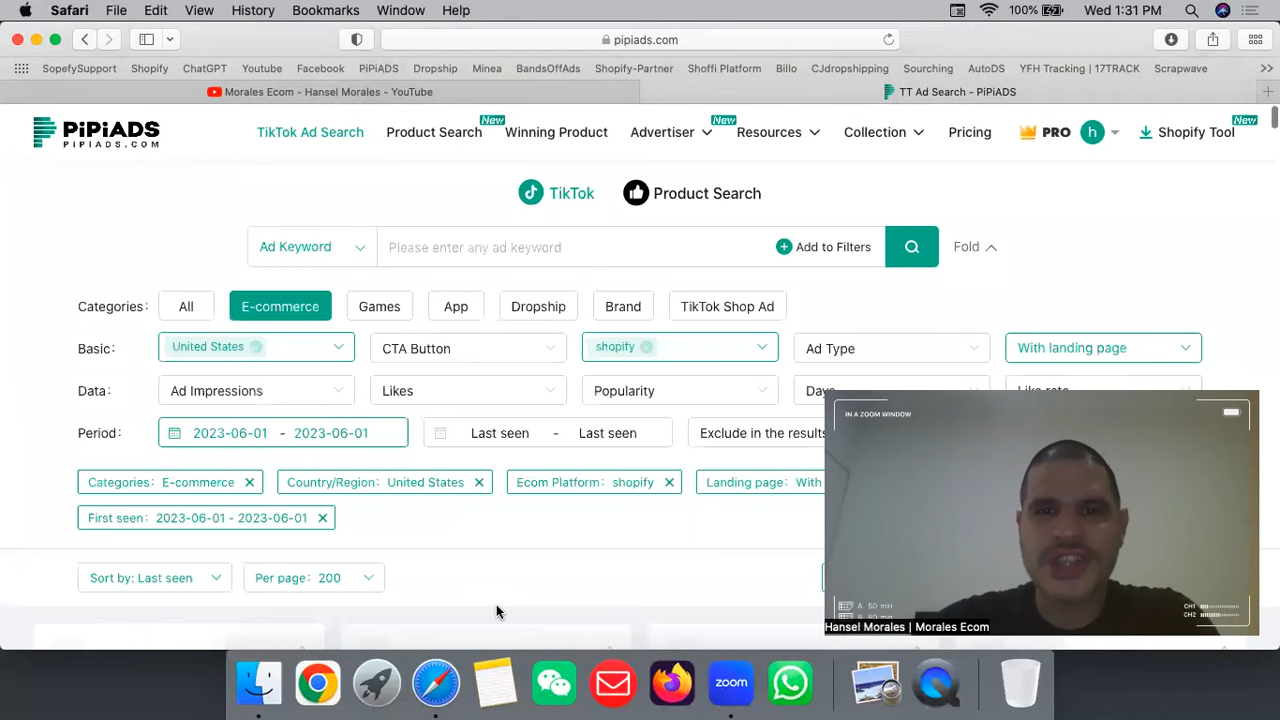 Safari File Edit View History Bookmarks Window Help 100% Wed 1:31 PM
pipiads.com
SopefySupport Shopify ChatGPT Youtube Facebook PiPiADS Dropship Minea BandsOfAds Shopify-Partner Shoffi Platform Billo CJdropshipping Sourching AutoDS YFH Tracking | 17TRACK Scrapwave >>
Morales Ecom - Hansel Morales - YouTube TT Ad Search - PiPiADS
PiPiADS
PIPIADS.COM
TikTok Ad Search Product Search New Winning Product Advertiser New Resources Collection Pricing PRO h Shopify Tool New
TikTok Product Search
Ad Keyword Please enter any ad keyword Add to Filters Fold
Categories: All E-commerce Games App Dropship Brand TikTok Shop Ad
Basic: United States CTA Button shopify Ad Type With landing page
Data: Ad Impressions Likes Popularity Like rate
Period: 2023-06-01 - 2023-06-01 Last seen - Last seen Exclude in the results
Categories: E-commerce Country/Region: United States Ecom Platform: shopify Landing page: With
First seen: 2023-06-01 - 2023-06-01
Sort by: Last seen Per page: 200
IN A ZOOM WINDOW
A 50 min
CH1
CH2
Hansel Morales | Morales Ecom
zoom